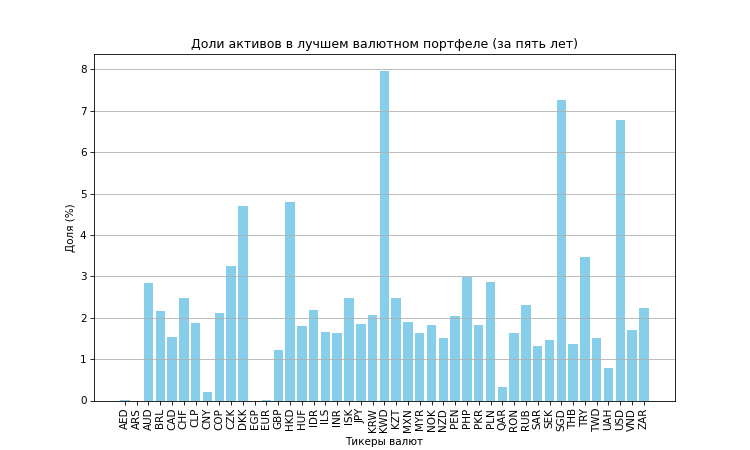 Доли активов в лучшем валютном портфеле (за пять лет)
Доля (%)
8
7
6
5
4
3
2
1
0
AED ARS AUD BRL CAD CHF CLP CNY COP CZK DKK EGP EUR GBP HKD HUF IDR ILS INR ISK JPY KRW KWD KZT MXN MYR NOK NZD PEN PHP PKR PLN QAR RON RUB SAR SEK SGD THB TRY TWD UAH USD VND ZAR
Тикеры валют